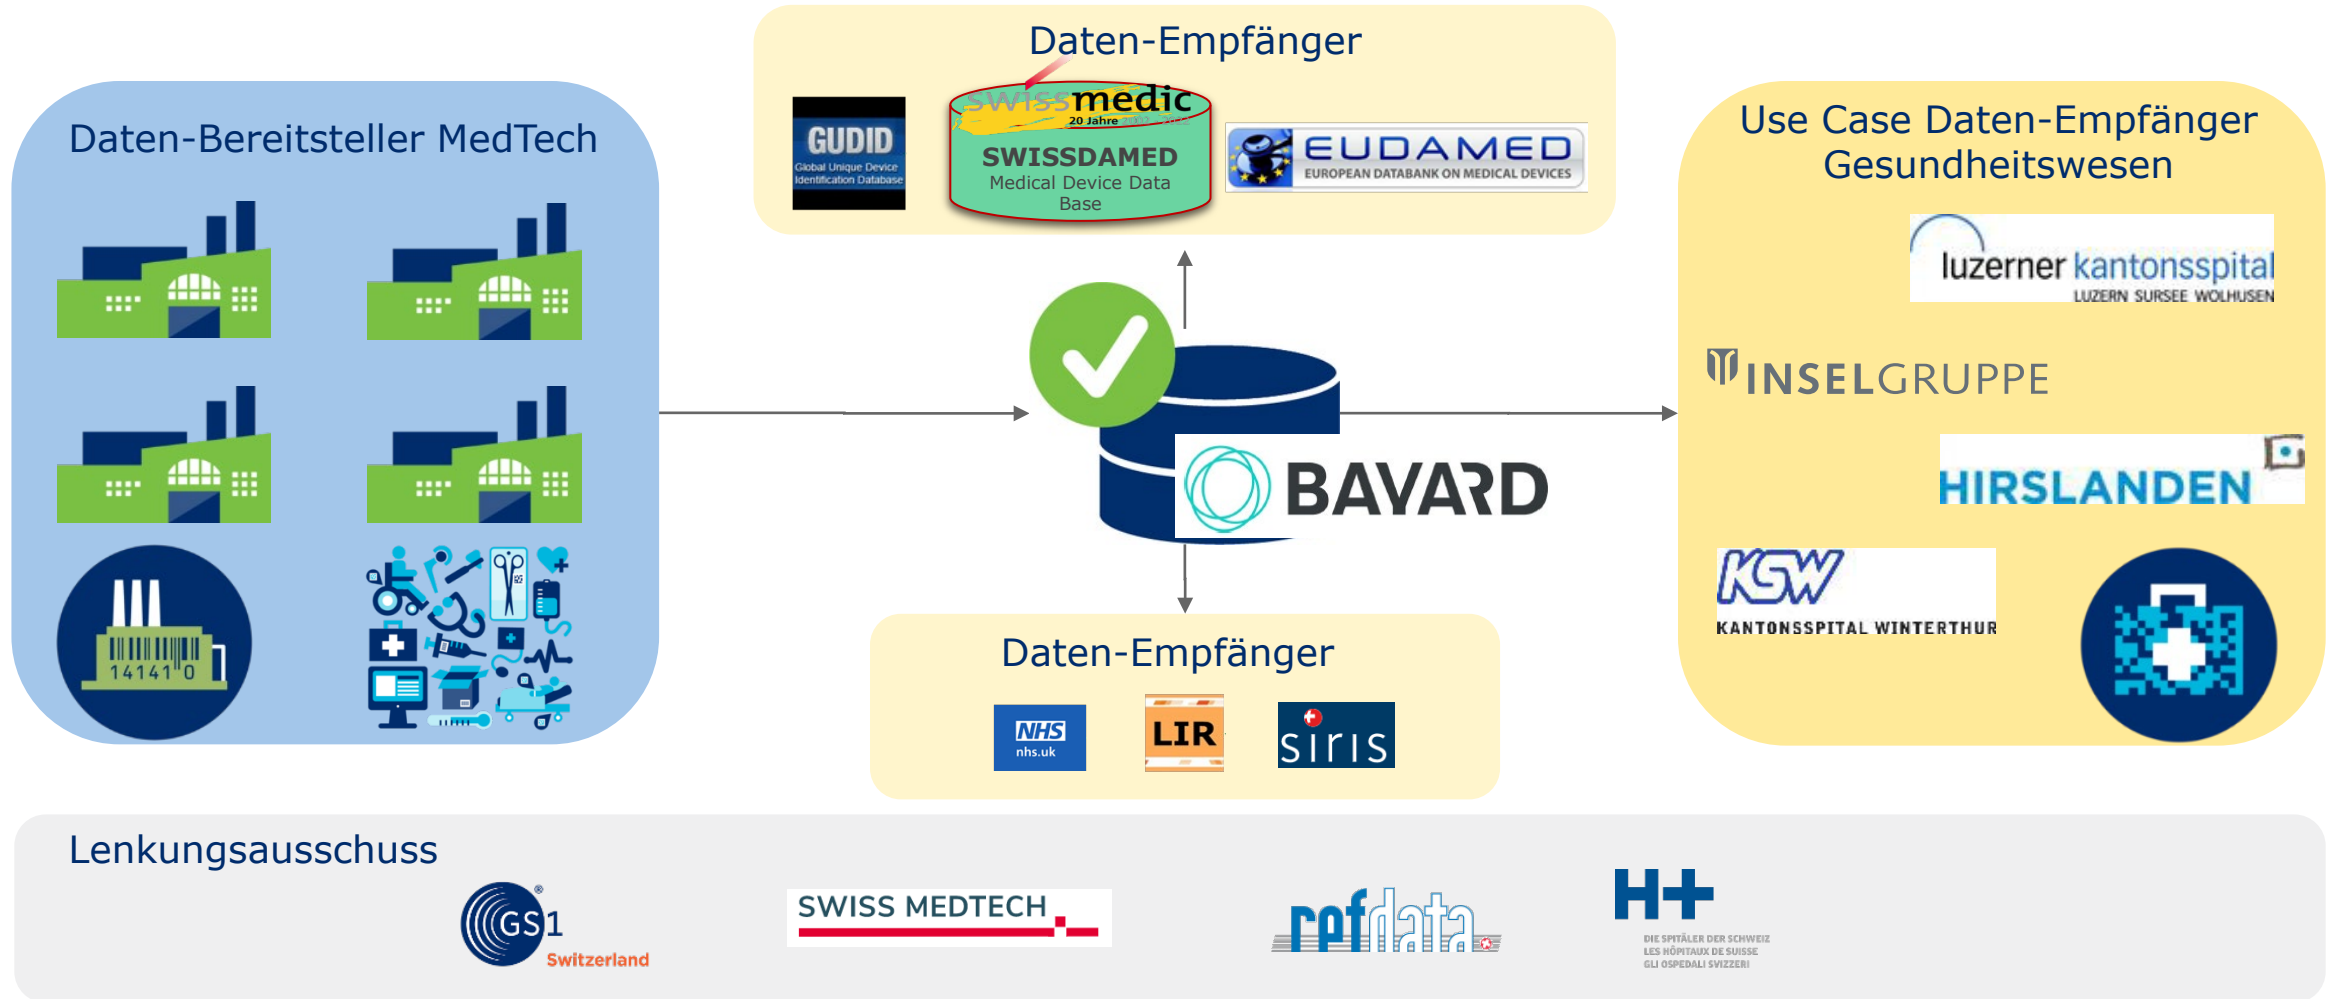 Daten-Empfänger
GUDID
Global Unique Device
Identification Database
swissmedic
20 Jahre 2002 - 2022
SWISSDAMED
Medical Device Data
Base
EUDAMED
EUROPEAN DATABANK ON MEDICAL DEVICES
Daten-Bereitsteller MedTech
14141 0
BAVARD
Use Case Daten-Empfänger
Gesundheitswesen
luzerner kantonsspital
LUZERN SURSEE WOLHUSEN
INSELGRUPPE
HIRSLANDEN
KSW
KANTONSSPITAL WINTERTHUR
Daten-Empfänger
NHS
nhs.uk
LIR
siris
Lenkungsausschuss
GS1
®
Switzerland
SWISS MEDTECH
refdata
H+
DIE SPITÄLER DER SCHWEIZ
LES HÔPITAUX DE SUISSE
GLI OSPEDALI SVIZZERI